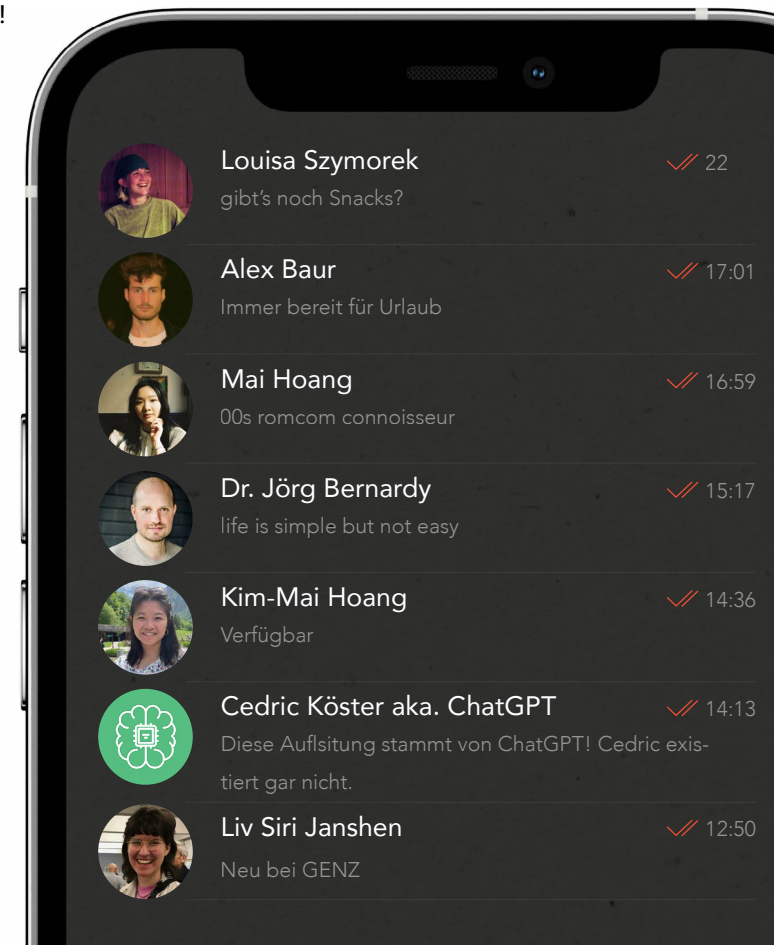 !
Louisa Szymorek
22
gibt’s noch Snacks?
Alex Baur
17:01
Immer bereit für Urlaub
Mai Hoang
16:59
00s romcom connoisseur
Dr. Jörg Bernardy
15:17
life is simple but not easy
Kim-Mai Hoang
14:36
Verfügbar
Cedric Köster aka. ChatGPT
14:13
Diese Auflsitung stammt von ChatGPT! Cedric exis-
tiert gar nicht.
Liv Siri Janshen
12:50
Neu bei GENZ